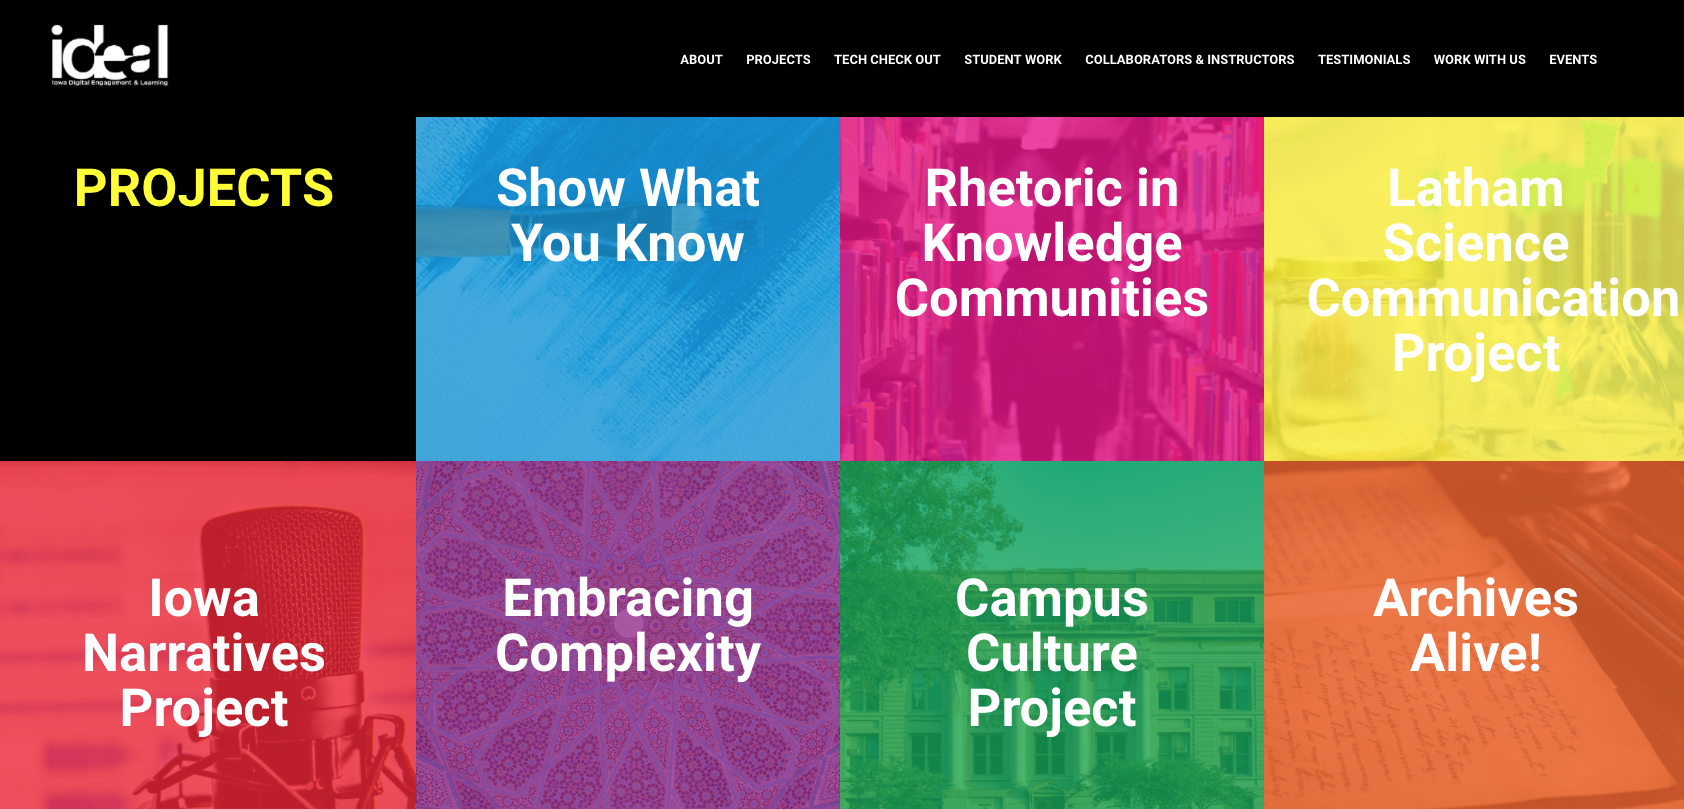 ideal
Iowa Digital Engagement & Learning
ABOUT PROJECTS TECH CHECK OUT STUDENT WORK COLLABORATORS & INSTRUCTORS TESTIMONIALS WORK WITH US EVENTS
PROJECTS
Show What
You Know
Rhetoric in
Knowledge
Communities
Latham
Science
Communication
Project
Iowa
Narratives
Project
Embracing
Complexity
Campus
Culture
Project
Archives
Alive!